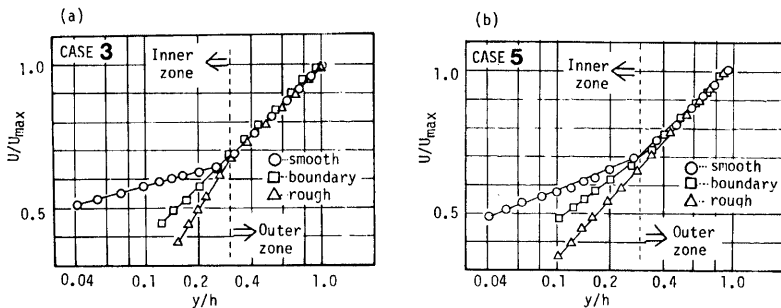 (a)
CASE 3
Inner
zone
1.0
U/Umax
0.5
smooth
boundary
rough
Outer
zone
0.04
0.1
0.2
0.4
1.0
y/h
(b)
CASE 5
Inner
zone
1.0
U/Umax
0.5
smooth
boundary
rough
Outer
zone
0.04
0.1
0.2
0.4
1.0
y/h